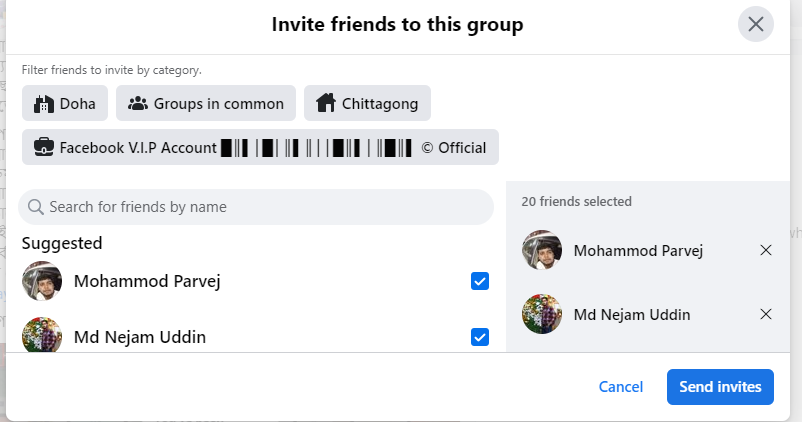 Invite friends to this group
Filter friends to invite by category.
Doha
Groups in common
Chittagong
Facebook V.I.P Account █║▌│█│║▌║││█║▌│║█║▌ © Official
Search for friends by name
20 friends selected
Suggested
Mohammod Parvej
Mohammod Parvej
Md Nejam Uddin
Md Nejam Uddin
Cancel
Send invites